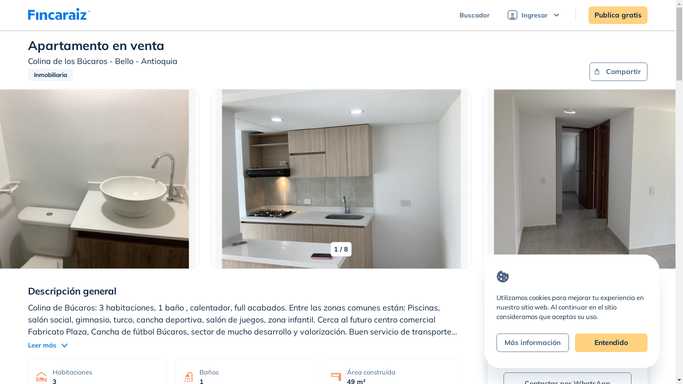 Fincaraiz
Buscador
Ingresar
Publica gratis
Apartamento en venta
Colina de los Búcaros - Bello - Antioquia
Inmobiliaria
Compartir
1 / 8
Descripción general
Colina de Búcaros: 3 habitaciones, 1 baño , calentador, full acabados. Entre las zonas comunes están: Piscinas,
salón social, gimnasio, turco, cancha deportiva, salón de juegos, zona infantil. Cerca al futuro centro comercial
Fabricato Plaza, Cancha de fútbol Búcaros, sector de mucho desarrollo y valorización. Buen servicio de transporte...
Leer más
Habitaciones
3
Baños
1
Área construida
49 m²
Utilizamos cookies para mejorar tu experiencia en
nuestro sitio web. Al continuar en el sitio
consideramos que aceptas su uso.
Más información
Entendido
Contactar por WhatsApp